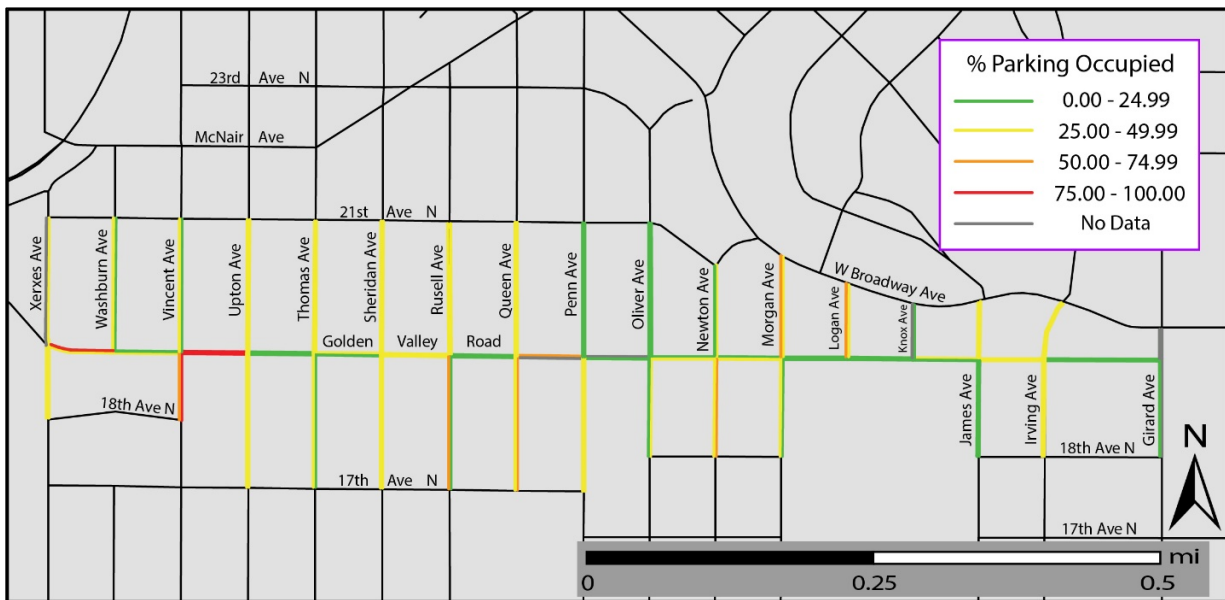 % Parking Occupied
0.00 - 24.99
25.00 - 49.99
50.00 - 74.99
75.00 - 100.00
No Data
23rd Ave N
McNair Ave
21st Ave N
Xerxes Ave
Washburn Ave
Vincent Ave
Upton Ave
Thomas Ave
Sheridan Ave
Rusell Ave
Queen Ave
Penn Ave
Oliver Ave
Newton Ave
Morgan Ave
Logan Ave
Knox Ave
W Broadway Ave
Golden Valley Road
James Ave
Irving Ave
Girard Ave
18th Ave N
18th Ave N
17th Ave N
17th Ave N
N
mi
0 0.25 0.5